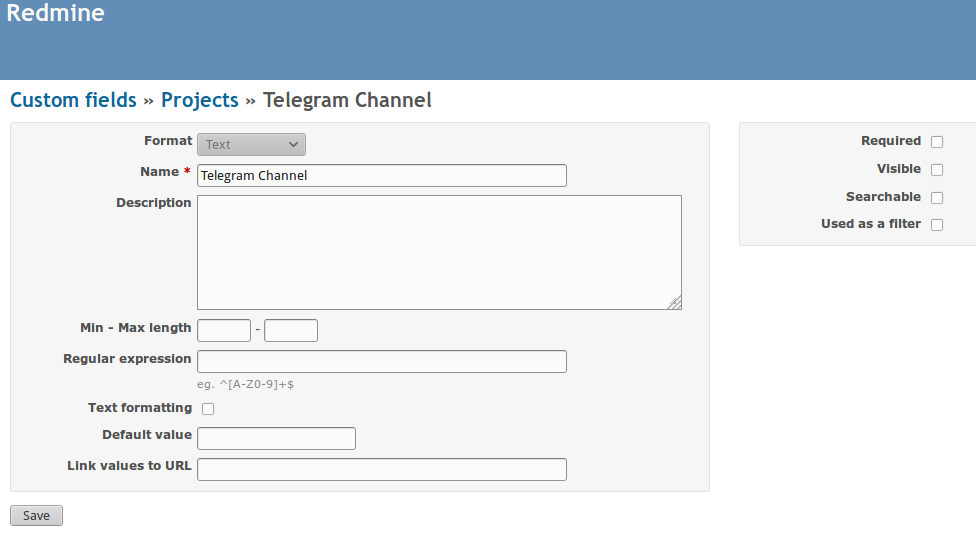 Redmine
Custom fields » Projects » Telegram Channel
Format Text
Name * Telegram Channel
Description
Min - Max length -
Regular expression
eg. ^[A-Z0-9]+$
Text formatting
Default value
Link values to URL
Required
Visible
Searchable
Used as a filter
Save